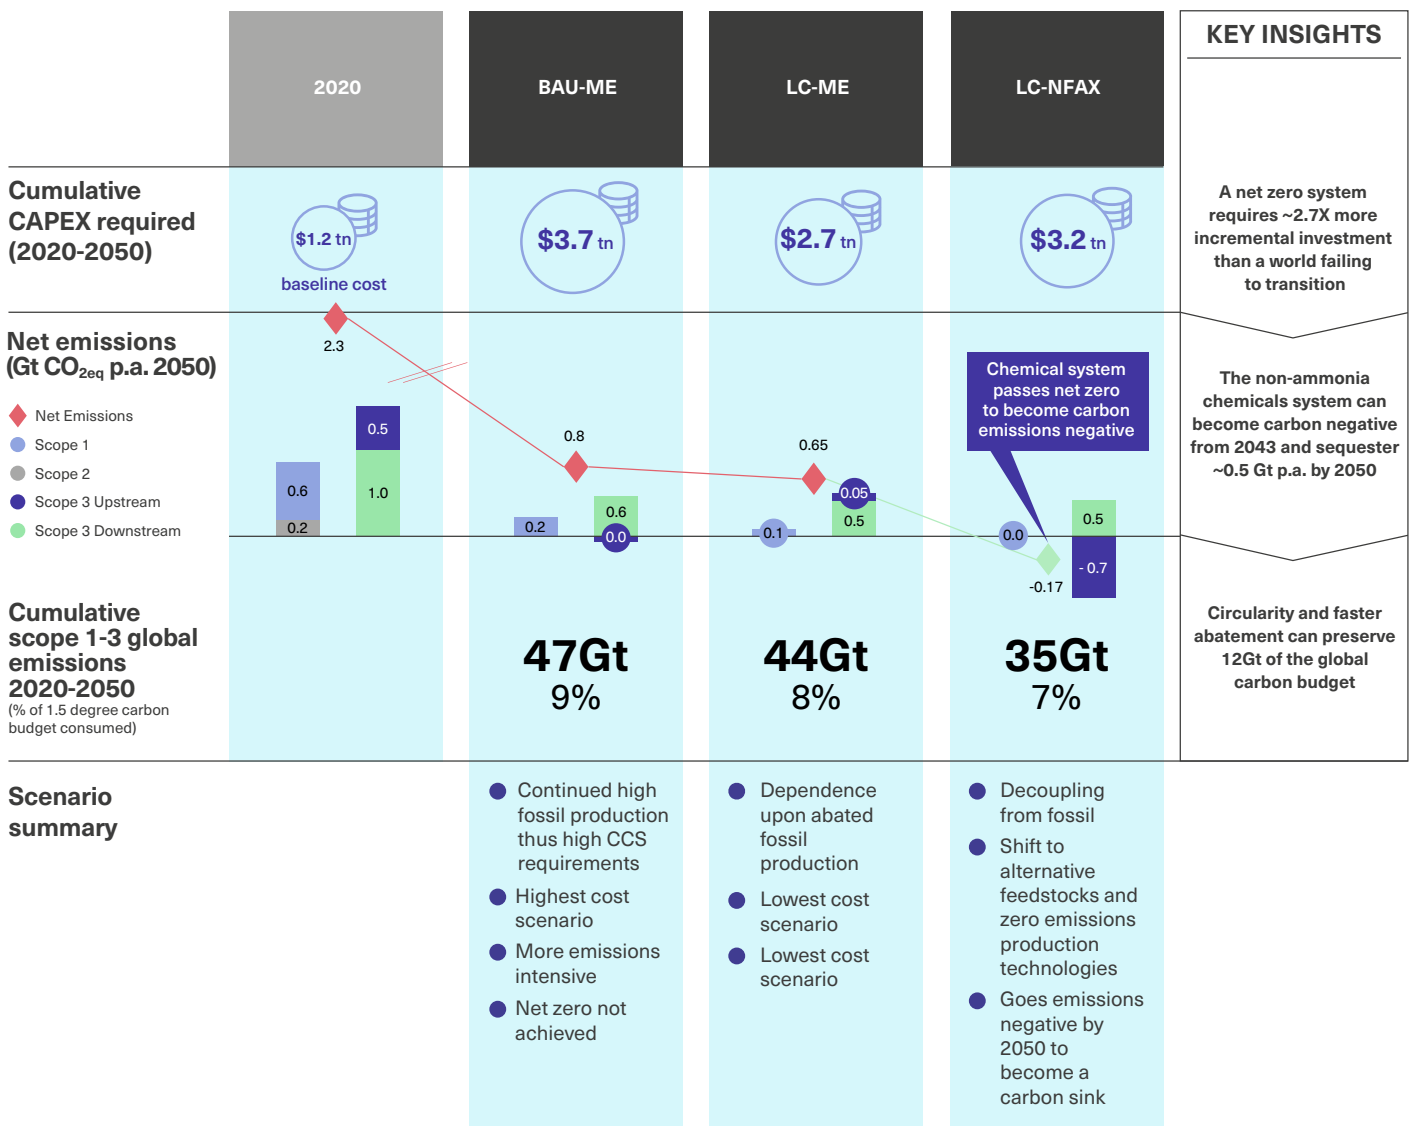 2020
BAU-ME
LC-ME
LC-NFAX
KEY INSIGHTS
Cumulative
CAPEX required
(2020-2050)
$1.2 tn
baseline cost
$3.7 tn
$2.7 tn
$3.2 tn
A net zero system
requires ~2.7X more
incremental investment
than a world failing
to transition
Net emissions
(Gt CO2eq p.a. 2050)
Net Emissions
Scope 1
Scope 2
Scope 3 Upstream
Scope 3 Downstream
2.3
0.6
0.2
0.5
1.0
0.8
0.2
0.6
0.0
0.65
0.1
0.05
0.5
Chemical system
passes net zero
to become carbon
emissions negative
0.0
0.5
- 0.7
-0.17
The non-ammonia
chemicals system can
become carbon negative
from 2043 and sequester
~0.5 Gt p.a. by 2050
Cumulative
scope 1-3 global
emissions
2020-2050
(% of 1.5 degree carbon
budget consumed)
47Gt
9%
44Gt
8%
35Gt
7%
Circularity and faster
abatement can preserve
12Gt of the global
carbon budget
Scenario
summary
Continued high
fossil production
thus high CCS
requirements
Highest cost
scenario
More emissions
intensive
Net zero not
achieved
Dependence
upon abated
fossil
production
Lowest cost
scenario
Lowest cost
scenario
Decoupling
from fossil
Shift to
alternative
feedstocks and
zero emissions
production
technologies
Goes emissions
negative by
2050 to
become a
carbon sink